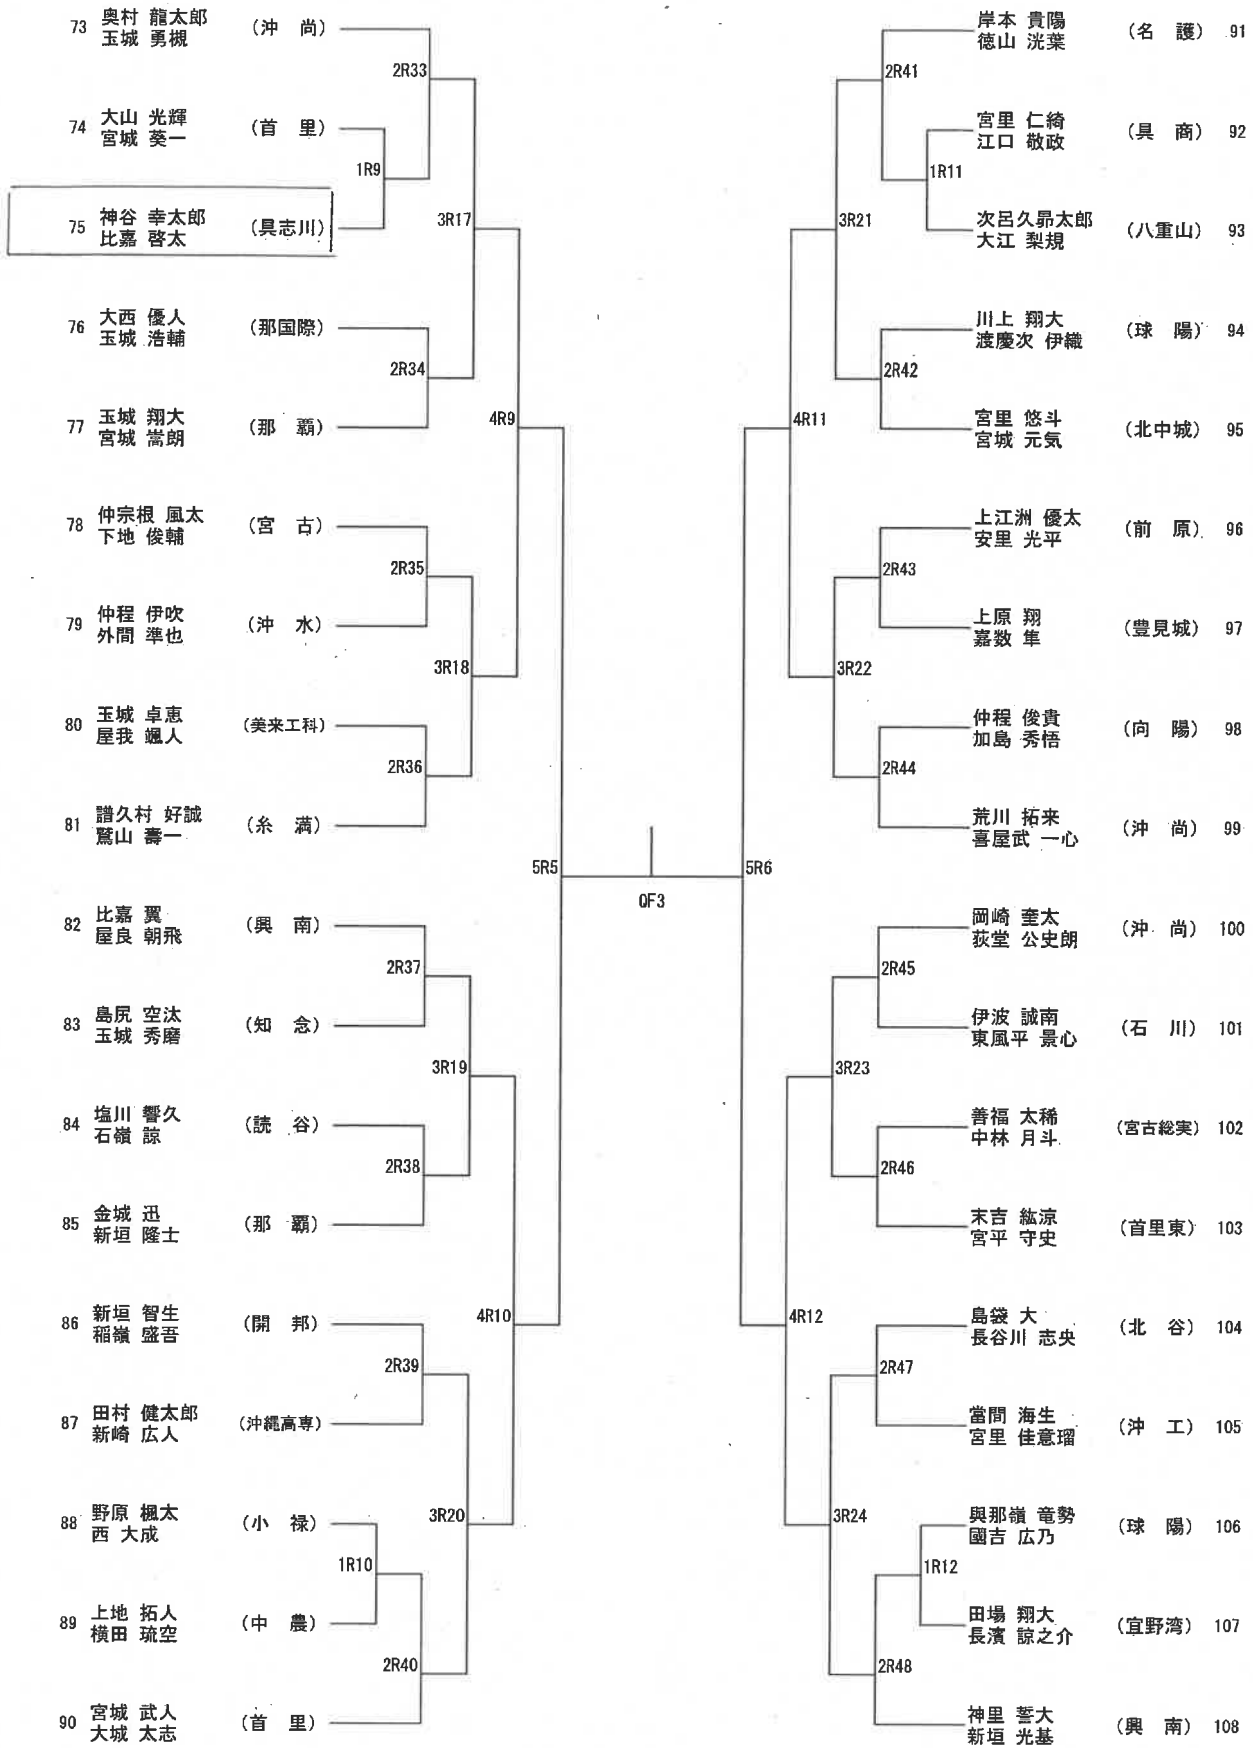 73 奥村 龍太郎 (沖 尚)
玉城 勇槻
2R33
74 大山 光輝 (首 里)
宮城 葵一
1R9
75 神谷 幸太郎 (具志川)
比嘉 啓太
3R17
76 大西 優人 (那国際)
玉城 浩輔
2R34
77 玉城 翔大 (那 覇)
宮城 嵩朗
4R9
78 仲宗根 風太 (宮 古)
下地 俊輔
2R35
79 仲程 伊吹 (沖 水)
外間 準也
3R18
80 玉城 卓恵 (美来工科)
屋我 颯人
2R36
81 譜久村 好誠 (糸 満)
鷲山 壽一
5R5
82 比嘉 翼 (興 南)
屋良 朝飛
2R37
83 島尻 空汰 (知 念)
玉城 秀磨
3R19
84 塩川 響久 (読 谷)
石嶺 諒
2R38
85 金城 迅 (那 覇)
新垣 隆士
4R10
86 新垣 智生 (開 邦)
稲嶺 盛吾
2R39
87 田村 健太郎 (沖縄高専)
新崎 広人
3R20
88 野原 楓太 (小 禄)
西 大成
1R10
89 上地 拓人 (中 農)
横田 琉空
2R40
90 宮城 武人 (首 里)
大城 太志
QF3
岸本 貴陽 (名 護) 91
徳山 洸葉
2R41
宮里 仁綺 (具 商) 92
江口 敬政
1R11
次呂久昴太郎 (八重山) 93
大江 梨規
3R21
川上 翔大 (球 陽) 94
渡慶次 伊織
2R42
宮里 悠斗 (北中城) 95
宮城 元気
4R11
上江洲 優太 (前 原) 96
安里 光平
2R43
上原 翔 (豊見城) 97
嘉数 隼
3R22
仲程 俊貴 (向 陽) 98
加島 秀悟
2R44
荒川 拓来 (沖 尚) 99
喜屋武 一心
5R6
岡崎 奎太 (沖 尚) 100
荻堂 公史朗
2R45
伊波 誠南 (石 川) 101
東風平 景心
3R23
善福 太稀 (宮古総実) 102
中林 月斗
2R46
末吉 紘涼 (首里東) 103
宮平 守史
4R12
島袋 大 (北 谷) 104
長谷川 志央
2R47
當間 海生 (沖 工) 105
宮里 佳意瑠
3R24
與那嶺 竜勢 (球 陽) 106
國吉 広乃
1R12
田場 翔大 (宜野湾) 107
長濱 諒之介
2R48
神里 誓大 (興 南) 108
新垣 光基